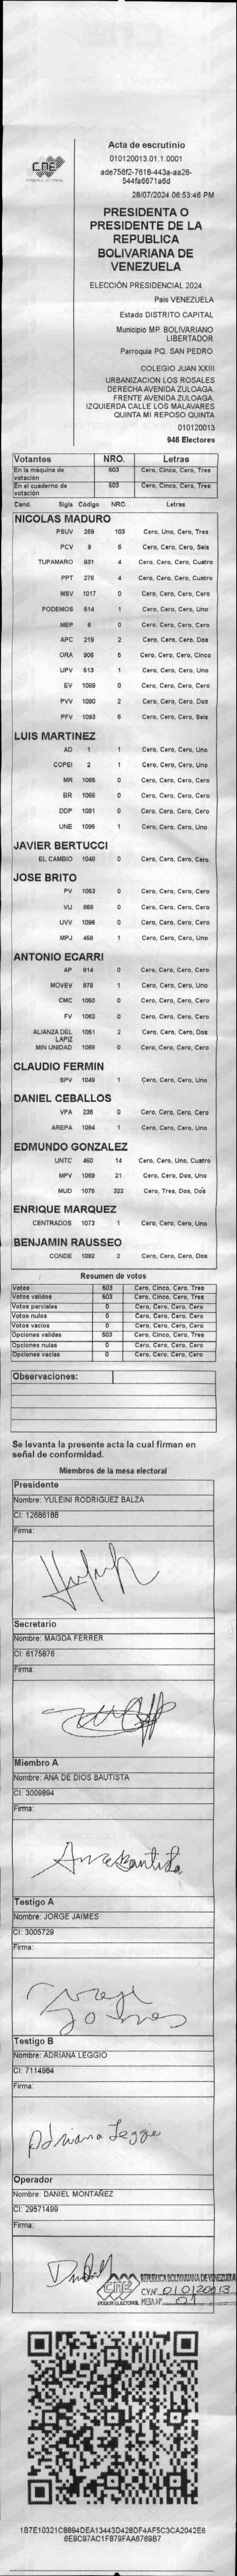 CNE
Acta de escrutinio
010120013.01.1.0001
ade756f2-7618-443a-aa26-
544fa6671a6d
28/07/2024 06:53:46 PM
PRESIDENTA O
PRESIDENTE DE LA
REPUBLICA
BOLIVARIANA DE
VENEZUELA
ELECCIÓN PRESIDENCIAL 2024
Pais VENEZUELA
Estado DISTRITO CAPITAL
Municipio MP. BOLIVARIANO
LIBERTADOR
Parroquia PQ. SAN PEDRO
COLEGIO JUAN XXIII
URBANIZACION LOS ROSALES
DERECHA AVENIDA ZULOAGA.
FRENTE AVENIDA ZULOAGA.
IZQUIERDA CALLE LOS MALAVARES
QUINTA MI REPOSO QUINTA
010120013
946 Electores
Votantes NRO. Letras
En la máquina de votación 503 Cero, Cinco, Cero, Tres
En el cuaderno de votación 503 Cero, Cinco, Cero, Tres
Cand. Sigla Código NRO. Letras
NICOLAS MADURO
PSUV 269 103 Cero, Uno, Cero, Tres
PCV 9 6 Cero, Cero, Cero, Seis
TUPAMARO 931 4 Cero, Cero, Cero, Cuatro
PPT 276 4 Cero, Cero, Cero, Cuatro
MSV 1017 0 Cero, Cero, Cero, Cero
PODEMOS 514 1 Cero, Cero, Cero, Uno
MEP 6 0 Cero, Cero, Cero, Cero
APC 219 2 Cero, Cero, Cero, Dos
ORA 906 5 Cero, Cero, Cero, Cinco
UPV 613 1 Cero, Cero, Cero, Uno
EV 1089 0 Cero, Cero, Cero, Cero
PVV 1090 2 Cero, Cero, Cero, Dos
PFV 1093 6 Cero, Cero, Cero, Seis
LUIS MARTINEZ
AD 1 1 Cero, Cero, Cero, Uno
COPEI 2 1 Cero, Cero, Cero, Uno
MR 1065 0 Cero, Cero, Cero, Cero
BR 1066 0 Cero, Cero, Cero, Cero
DDP 1091 0 Cero, Cero, Cero, Cero
UNE 1095 1 Cero, Cero, Cero, Uno
JAVIER BERTUCCI
EL CAMBIO 1048 0 Cero, Cero, Cero, Cero
JOSE BRITO
PV 1053 0 Cero, Cero, Cero, Cero
VU 968 0 Cero, Cero, Cero, Cero
UVV 1096 0 Cero, Cero, Cero, Cero
MPJ 458 1 Cero, Cero, Cero, Uno
ANTONIO ECARRI
AP 814 0 Cero, Cero, Cero, Cero
MOVEV 878 1 Cero, Cero, Cero, Uno
CMC 1050 0 Cero, Cero, Cero, Cero
FV 1062 0 Cero, Cero, Cero, Cero
ALIANZA DEL LAPIZ 1051 2 Cero, Cero, Cero, Dos
MIN UNIDAD 1068 0 Cero, Cero, Cero, Cero
CLAUDIO FERMIN
SPV 1049 1 Cero, Cero, Cero, Uno
DANIEL CEBALLOS
VPA 236 0 Cero, Cero, Cero, Cero
AREPA 1094 1 Cero, Cero, Cero, Uno
EDMUNDO GONZALEZ
UNTC 460 14 Cero, Cero, Uno, Cuatro
MPV 1069 21 Cero, Cero, Dos, Uno
MUD 1075 322 Cero, Tres, Dos, Dos
ENRIQUE MARQUEZ
CENTRADOS 1073 1 Cero, Cero, Cero, Uno
BENJAMIN RAUSSEO
CONDE 1092 2 Cero, Cero, Cero, Dos
Resumen de votos
Votos 503 Cero, Cinco, Cero, Tres
Votos validos 503 Cero, Cinco, Cero, Tres
Votos parciales 0 Cero, Cero, Cero, Cero
Votos nulos 0 Cero, Cero, Cero, Cero
Votos vacios 0 Cero, Cero, Cero, Cero
Opciones validas 503 Cero, Cinco, Cero, Tres
Opciones nulas 0 Cero, Cero, Cero, Cero
Opciones vacias 0 Cero, Cero, Cero, Cero
Observaciones:
Se levanta la presente acta la cual firman en
señal de conformidad.
Miembros de la mesa electoral
Presidente
Nombre: YULEINI RODRIGUEZ BALZA
CI: 12686188
Firma:
Secretario
Nombre: MAGDA FERRER
CI: 6175876
Firma:
Miembro A
Nombre: ANA DE DIOS BAUTISTA
CI: 3009894
Firma:
Ana Bautista
Testigo A
Nombre: JORGE JAIMES
CI: 3005729
Firma:
Jorge
Testigo B
Nombre: ADRIANA LEGGIO
CI: 7114984
Firma:
Adriana Leggio
Operador
Nombre: DANIEL MONTAÑEZ
CI: 29571499
Firma:
CNE
PODER ELECTORAL
REPÚBLICA BOLIVARIANA DE VENEZUELA
C.V.Nº 010120013
MESA Nº 01
1B7E10321C8894DEA13443D428DF4AF5C3CA2042E6
6E9C97AC1F879FAA6769B7